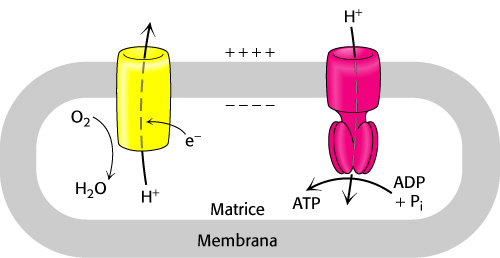 H⁺
+ + + +
– – – –
O₂
e⁻
H₂O
H⁺
ADP
+ Pᵢ
ATP
Matrice
Membrana